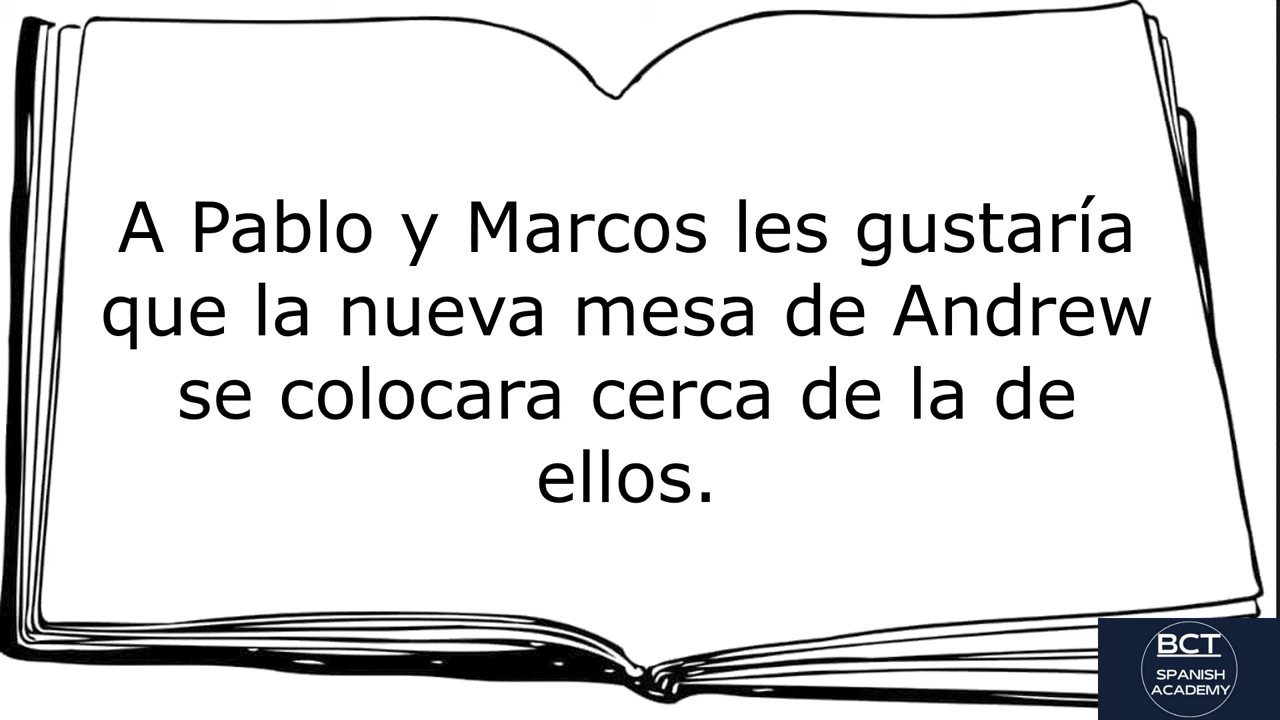 A Pablo y Marcos les gustaría
que la nueva mesa de Andrew
se colocara cerca de la de
ellos.
BCT
SPANISH
ACADEMY